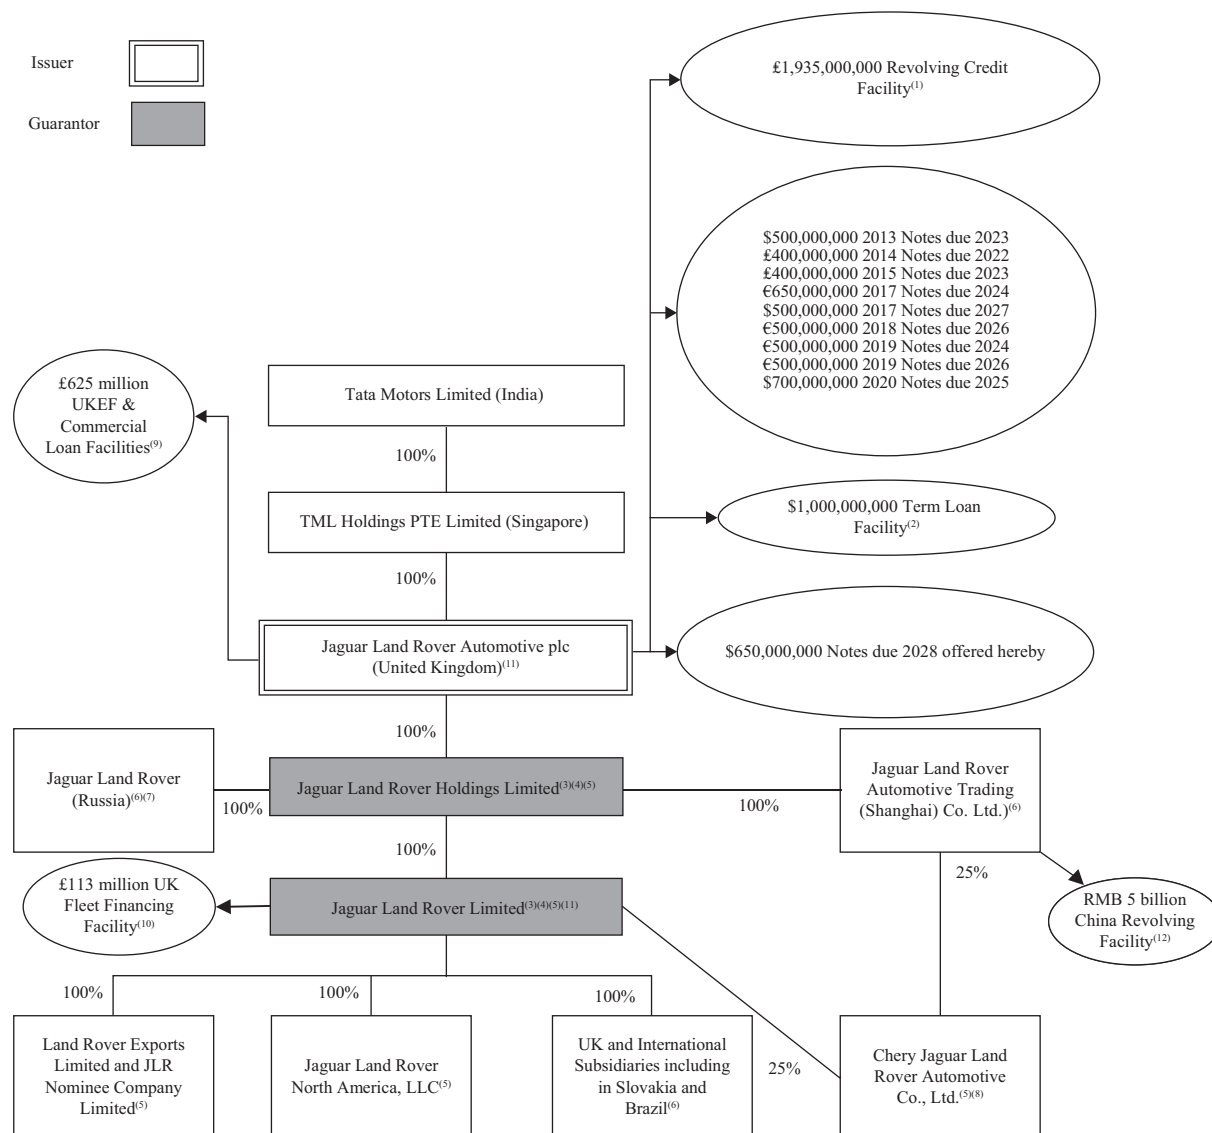 Issuer
Guarantor
£1,935,000,000 Revolving Credit
Facility(1)
$500,000,000 2013 Notes due 2023
£400,000,000 2014 Notes due 2022
£400,000,000 2015 Notes due 2023
€650,000,000 2017 Notes due 2024
$500,000,000 2017 Notes due 2027
€500,000,000 2018 Notes due 2026
€500,000,000 2019 Notes due 2024
€500,000,000 2019 Notes due 2026
$700,000,000 2020 Notes due 2025
£625 million
UKEF &
Commercial
Loan Facilities(9)
Tata Motors Limited (India)
100%
TML Holdings PTE Limited (Singapore)
$1,000,000,000 Term Loan
Facility(2)
100%
Jaguar Land Rover Automotive plc
(United Kingdom)(11)
$650,000,000 Notes due 2028 offered hereby
100%
Jaguar Land Rover
(Russia)(6)(7)
100%
Jaguar Land Rover Holdings Limited(3)(4)(5)
100%
Jaguar Land Rover
Automotive Trading
(Shanghai) Co. Ltd.)(6)
100%
25%
£113 million UK
Fleet Financing
Facility(10)
Jaguar Land Rover Limited(3)(4)(5)(11)
RMB 5 billion
China Revolving
Facility(12)
100%
100%
100%
Land Rover Exports
Limited and JLR
Nominee Company
Limited(5)
Jaguar Land Rover
North America, LLC(5)
UK and International
Subsidiaries including
in Slovakia and
Brazil(6)
25%
Chery Jaguar Land
Rover Automotive
Co., Ltd.(5)(8)